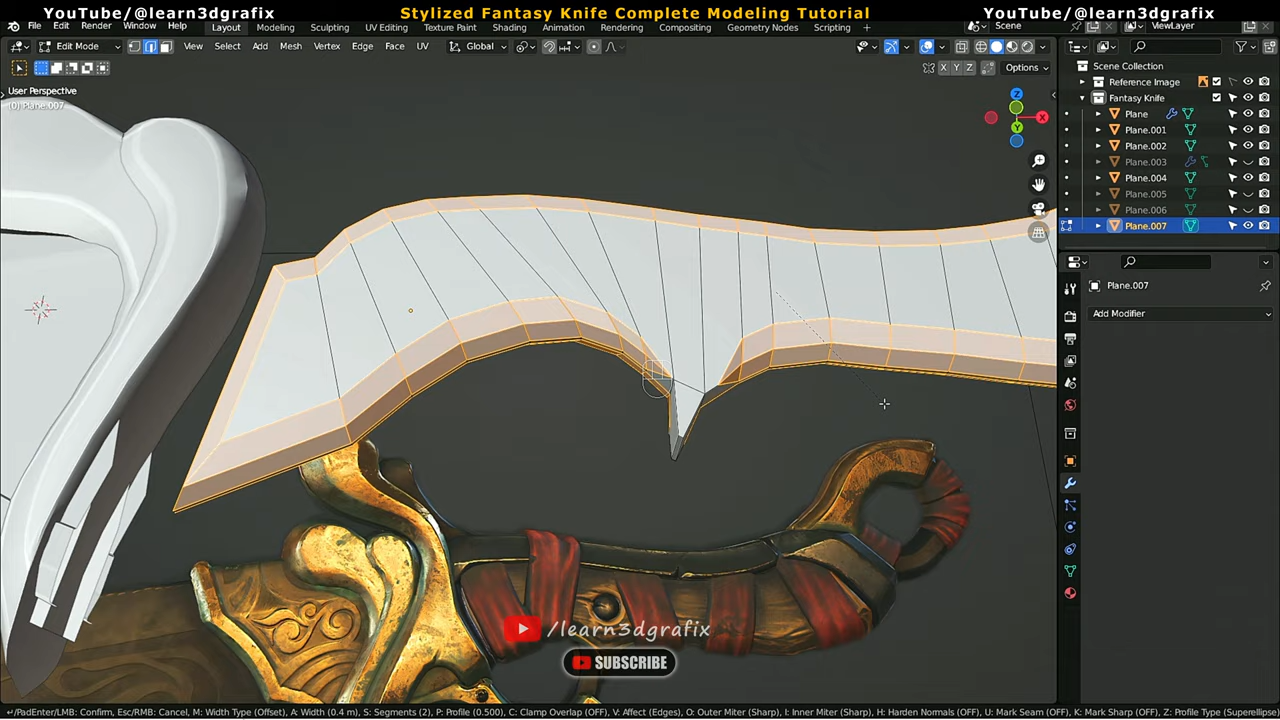 YouTube/@learn3dgrafix Stylized Fantasy Knife Complete Modeling Tutorial YouTube/@learn3dgrafix
File Edit Render Window Help Layout Modeling Sculpting UV Editing Texture Paint Shading Animation Rendering Compositing Geometry Nodes Scripting Scene ViewLayer
Edit Mode View Select Add Mesh Vertex Edge Face UV Global
X Y Z Options
User Perspective
(0) Plane.007
Z
X
Y
Scene Collection
Reference Image
Fantasy Knife
Plane
Plane.001
Plane.002
Plane.003
Plane.004
Plane.005
Plane.006
Plane.007
Plane.007
Add Modifier
/learn3dgrafix
SUBSCRIBE
↵/PadEnter/LMB: Confirm, Esc/RMB: Cancel, M: Width Type (Offset), A: Width (0.4 m), S: Segments (2), P: Profile (0.500), C: Clamp Overlap (OFF), V: Affect (Edges), O: Outer Miter (Sharp), I: Inner Miter (Sharp), H: Harden Normals (OFF), U: Mark Seam (OFF), K: Mark Sharp (OFF), Z: Profile Type (Superellipse)